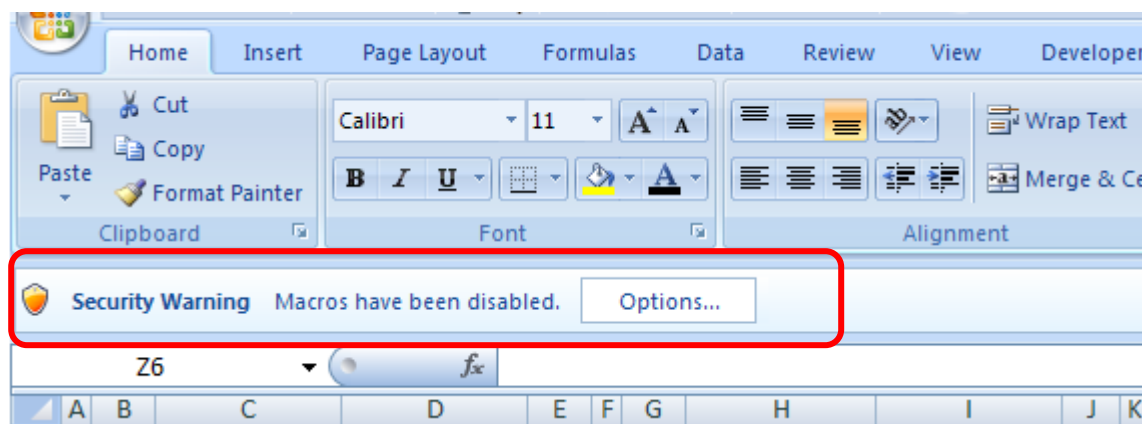 Home Insert Page Layout Formulas Data Review View Developer
Cut
Calibri 11 A A Wrap Text
Copy
Paste
B I U A Merge & Ce
Format Painter
Clipboard Font Alignment
Security Warning Macros have been disabled. Options...
Z6 fx
A B C D E F G H I J K